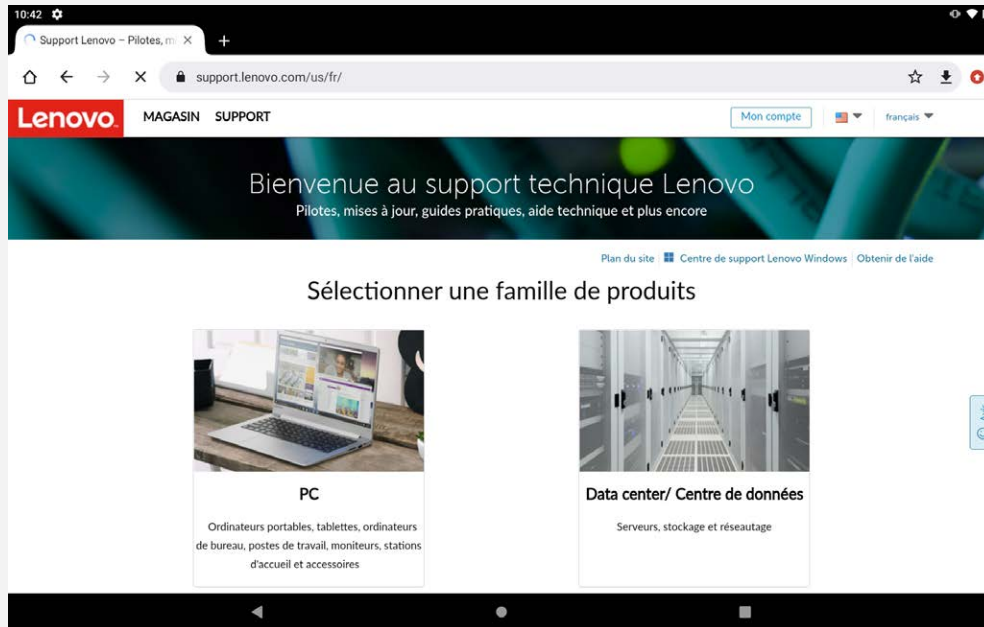 10:42
Support Lenovo – Pilotes, m
support.lenovo.com/us/fr/
Lenovo MAGASIN SUPPORT Mon compte français
Bienvenue au support technique Lenovo
Pilotes, mises à jour, guides pratiques, aide technique et plus encore
Plan du site Centre de support Lenovo Windows Obtenir de l'aide
Sélectionner une famille de produits
PC
Ordinateurs portables, tablettes, ordinateurs
de bureau, postes de travail, moniteurs, stations
d'accueil et accessoires
Data center/ Centre de données
Serveurs, stockage et réseautage